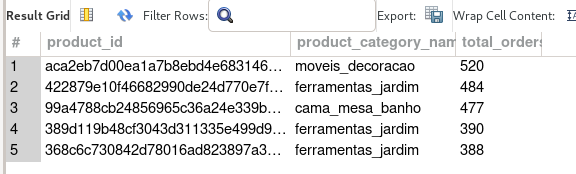 Result Grid Filter Rows: Export: Wrap Cell Content:
# product_id product_category_nam total_orders
1 aca2eb7d00ea1a7b8ebd4e683146... moveis_decoracao 520
2 422879e10f46682990de24d770e7f... ferramentas_jardim 484
3 99a4788cb24856965c36a24e339b... cama_mesa_banho 477
4 389d119b48cf3043d311335e499d9... ferramentas_jardim 390
5 368c6c730842d78016ad823897a3... ferramentas_jardim 388